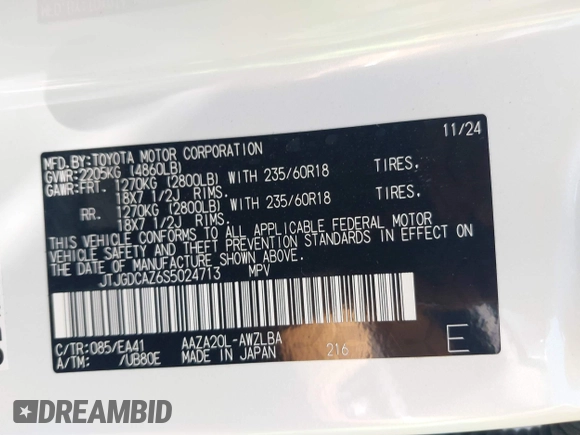 11/24
MFD.BY:TOYOTA MOTOR CORPORATION
GVWR:2205KG (4860LB)
GAWR:FRT. 1270KG (2800LB) WITH 235/60R18 TIRES.
18X7 1/2J RIMS.
RR. 1270KG (2800LB) WITH 235/60R18 TIRES.
18X7 1/2J RIMS.
THIS VEHICLE CONFORMS TO ALL APPLICABLE FEDERAL MOTOR
VEHICLE SAFETY AND THEFT PREVENTION STANDARDS IN EFFECT ON
THE DATE OF MANUFACTURE SHOWN ABOVE.
JTJGDCAZ6S5024713 MPV
C/TR:085/EA41 AAZA20L-AWZLBA
A/TM: /UB80E MADE IN JAPAN 216 E
DREAMBID